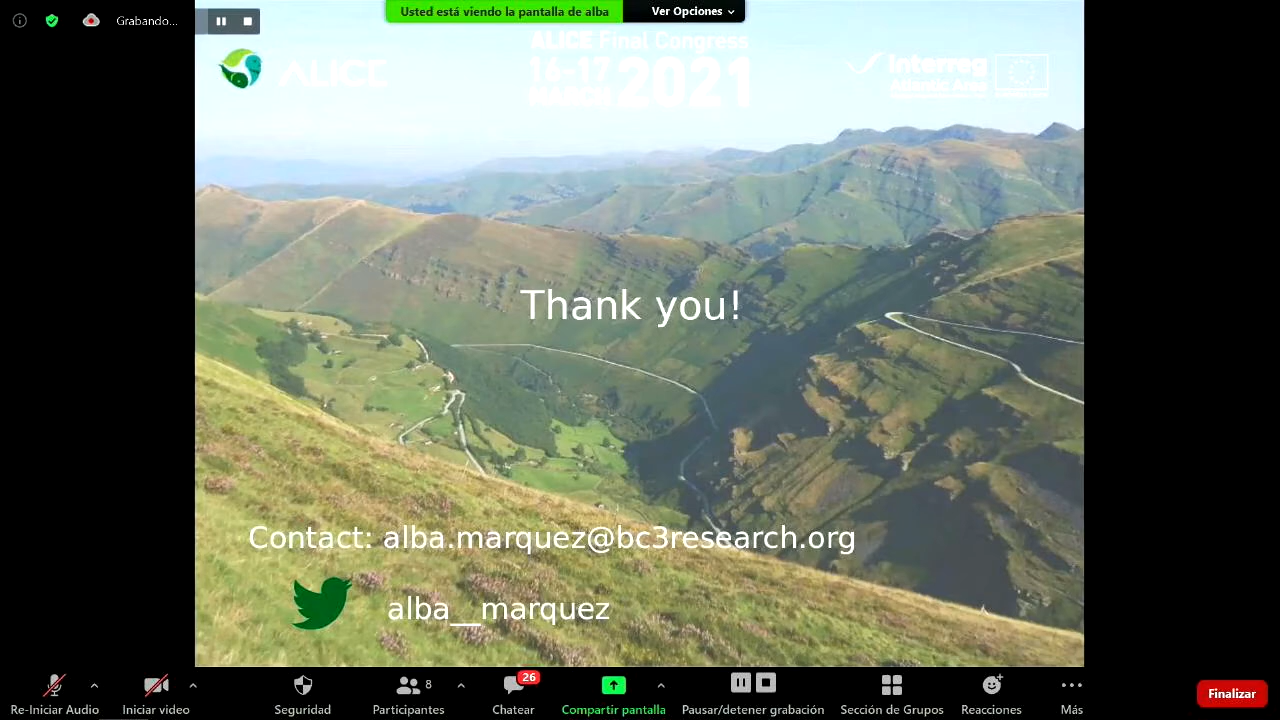 Grabando...
Usted está viendo la pantalla de alba
Ver Opciones
ALICE
ALICE Final Congress
16-17
MARCH
2021
Interreg
Atlantic Area
Thank you!
Contact: alba.marquez@bc3research.org
alba__marquez
Re-Iniciar Audio
Iniciar video
Seguridad
8
Participantes
26
Chatear
Compartir pantalla
Pausar/detener grabación
Sección de Grupos
Reacciones
Más
Finalizar